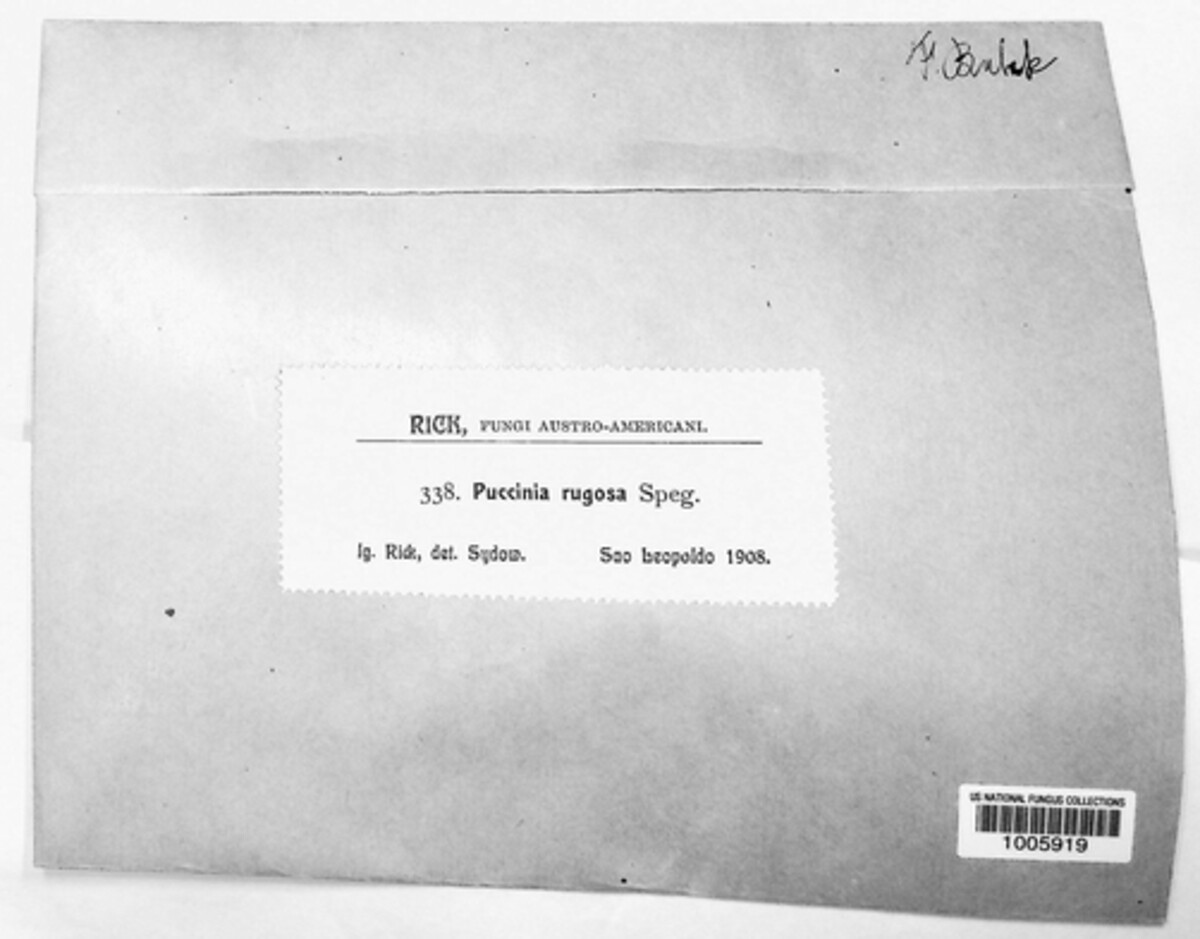 RICK, FUNGI AUSTRO-AMERICANI.
338. Puccinia rugosa Speg.
lg. Rick, det. Sydow. Sao Leopoldo 1908.
US NATIONAL FUNGUS COLLECTIONS
1005919